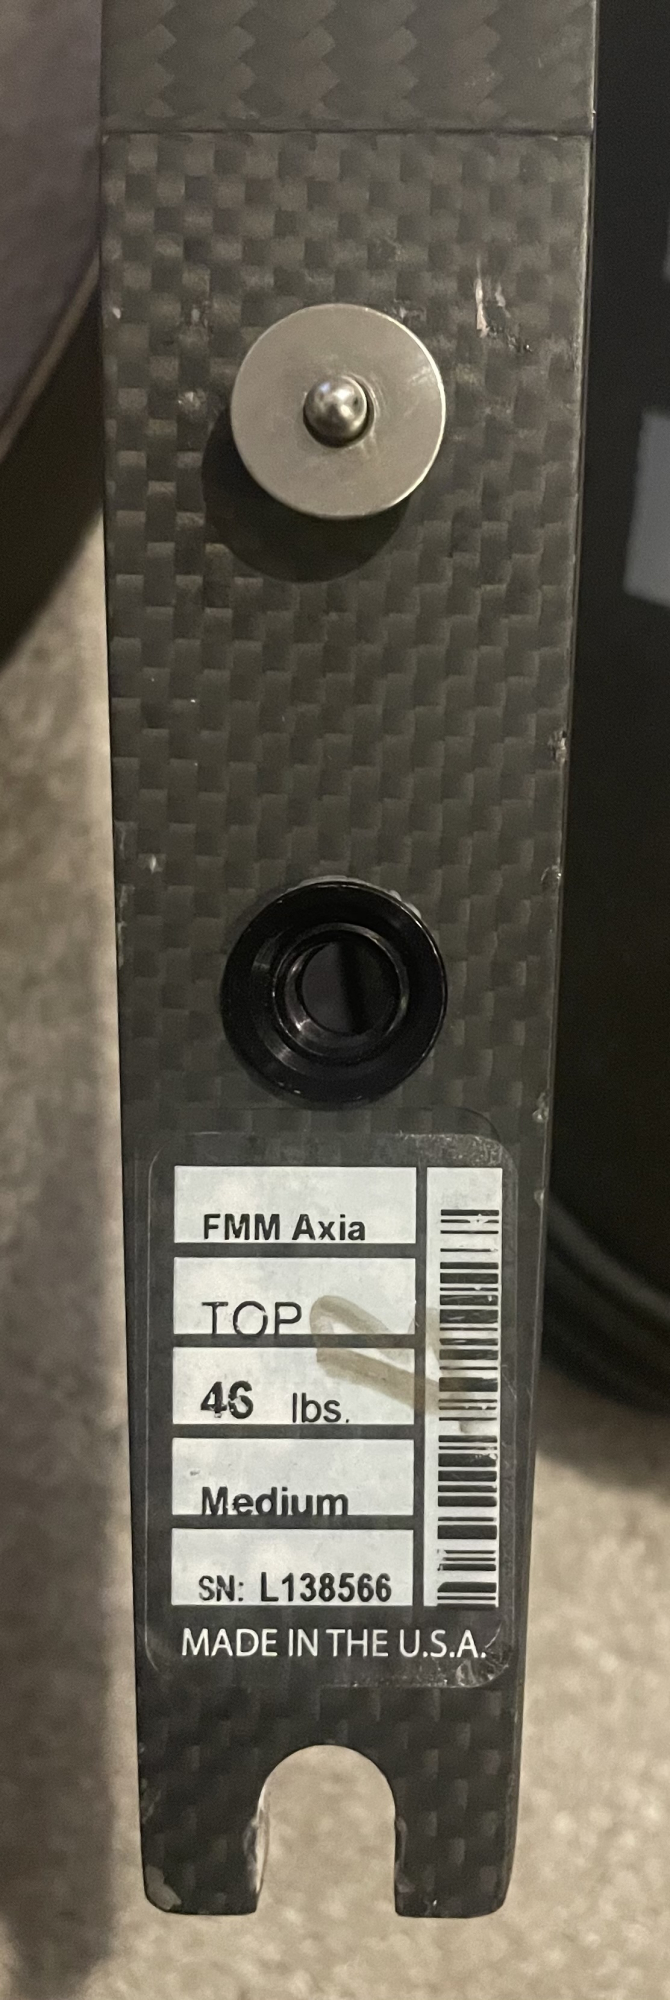 FMM Axia
TOP
46 lbs.
Medium
SN: L138566
MADE IN THE U.S.A.